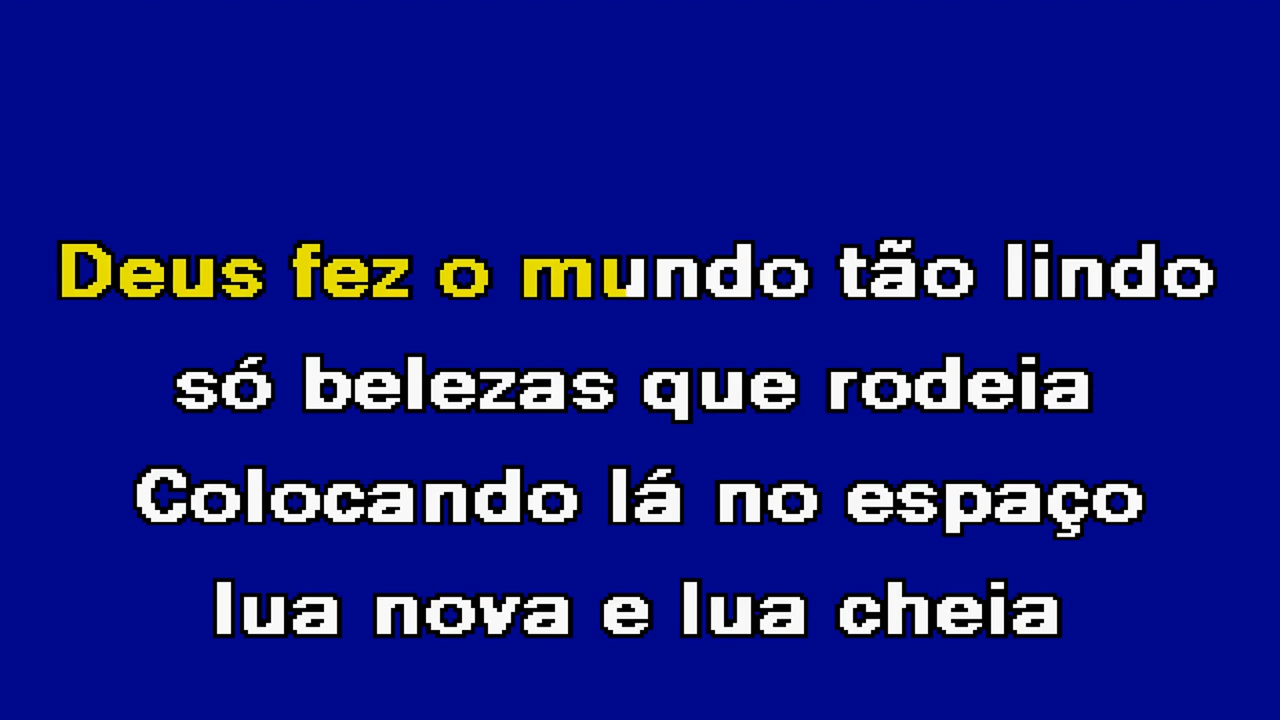 Deus fez o mundo tão lindo
só belezas que rodeia
Colocando lá no espaço
lua nova e lua cheia